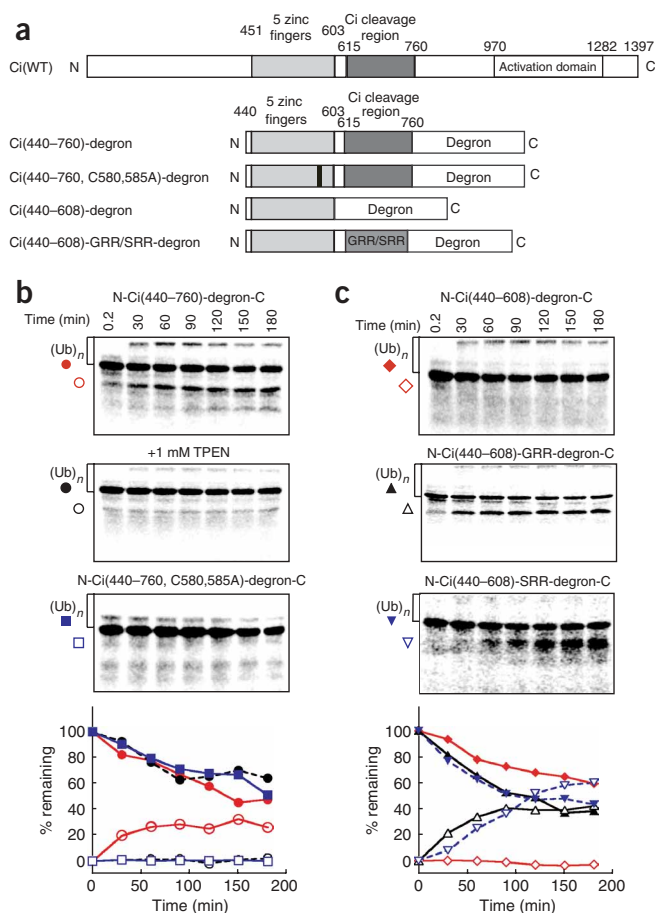 a
5 zinc fingers
Ci cleavage region
451 603 615 760 970 1282 1397
Ci(WT) N Activation domain C
5 zinc fingers
Ci cleavage region
440 603 615 760
Ci(440–760)-degron N Degron C
Ci(440–760, C580,585A)-degron N Degron C
Ci(440–608)-degron N Degron C
Ci(440–608)-GRR/SRR-degron N GRR/SRR Degron C
b
N-Ci(440–760)-degron-C
Time (min) 0.2 30 60 90 120 150 180
(Ub)n
+1 mM TPEN
(Ub)n
N-Ci(440–760, C580,585A)-degron-C
(Ub)n
% remaining
100
80
60
40
20
0
0 50 100 150 200
Time (min)
c
N-Ci(440–608)-degron-C
Time (min) 0.2 30 60 90 120 150 180
(Ub)n
N-Ci(440–608)-GRR-degron-C
(Ub)n
N-Ci(440–608)-SRR-degron-C
(Ub)n
% remaining
100
80
60
40
20
0
0 50 100 150 200
Time (min)